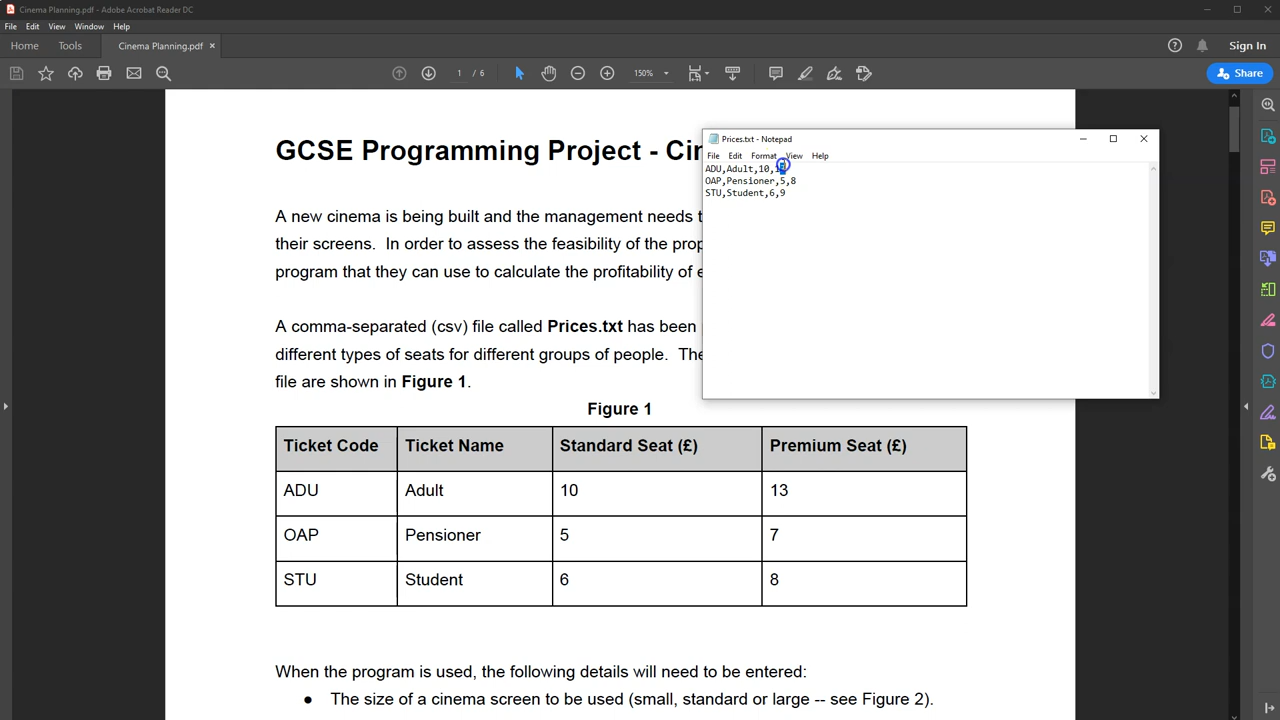 Cinema Planning.pdf - Adobe Acrobat Reader DC
File Edit View Window Help
Home Tools Cinema Planning.pdf × Sign In
1 / 6 150% Share
GCSE Programming Project - Ci
A new cinema is being built and the management needs t
their screens. In order to assess the feasibility of the pro
program that they can use to calculate the profitability of e
A comma-separated (csv) file called Prices.txt has been
different types of seats for different groups of people. The
file are shown in Figure 1.
Prices.txt - Notepad
File Edit Format View Help
ADU,Adult,10,
OAP,Pensioner,5,8
STU,Student,6,9
Figure 1
Ticket Code Ticket Name Standard Seat (£) Premium Seat (£)
ADU Adult 10 13
OAP Pensioner 5 7
STU Student 6 8
When the program is used, the following details will need to be entered:
● The size of a cinema screen to be used (small, standard or large -- see Figure 2).